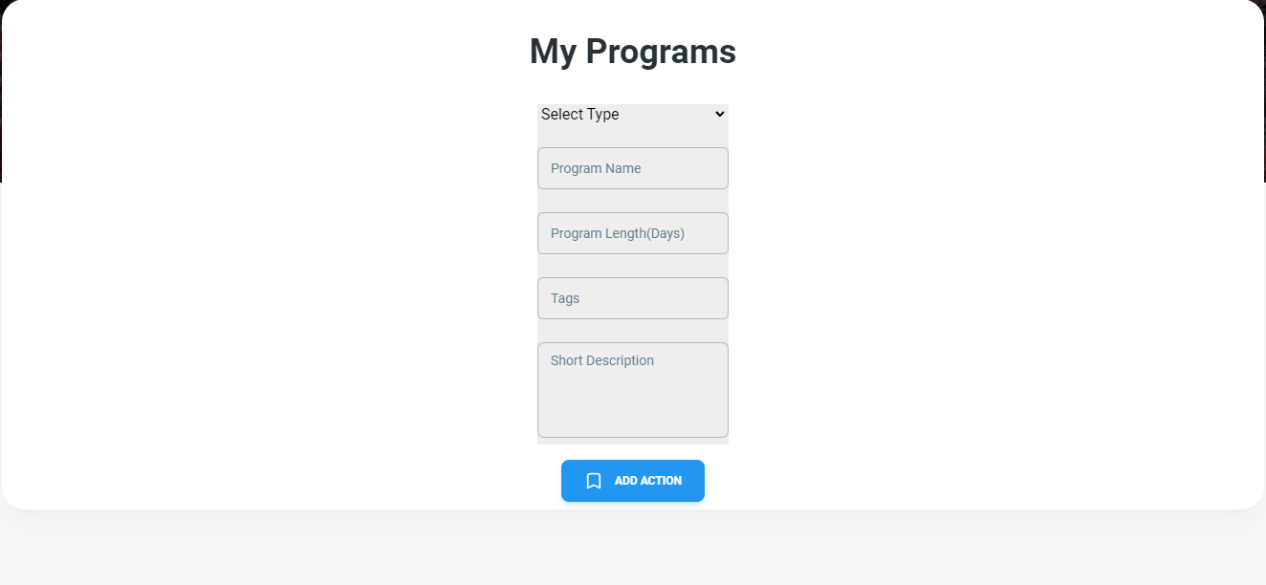 My Programs
Select Type
Program Name
Program Length(Days)
Tags
Short Description
ADD ACTION